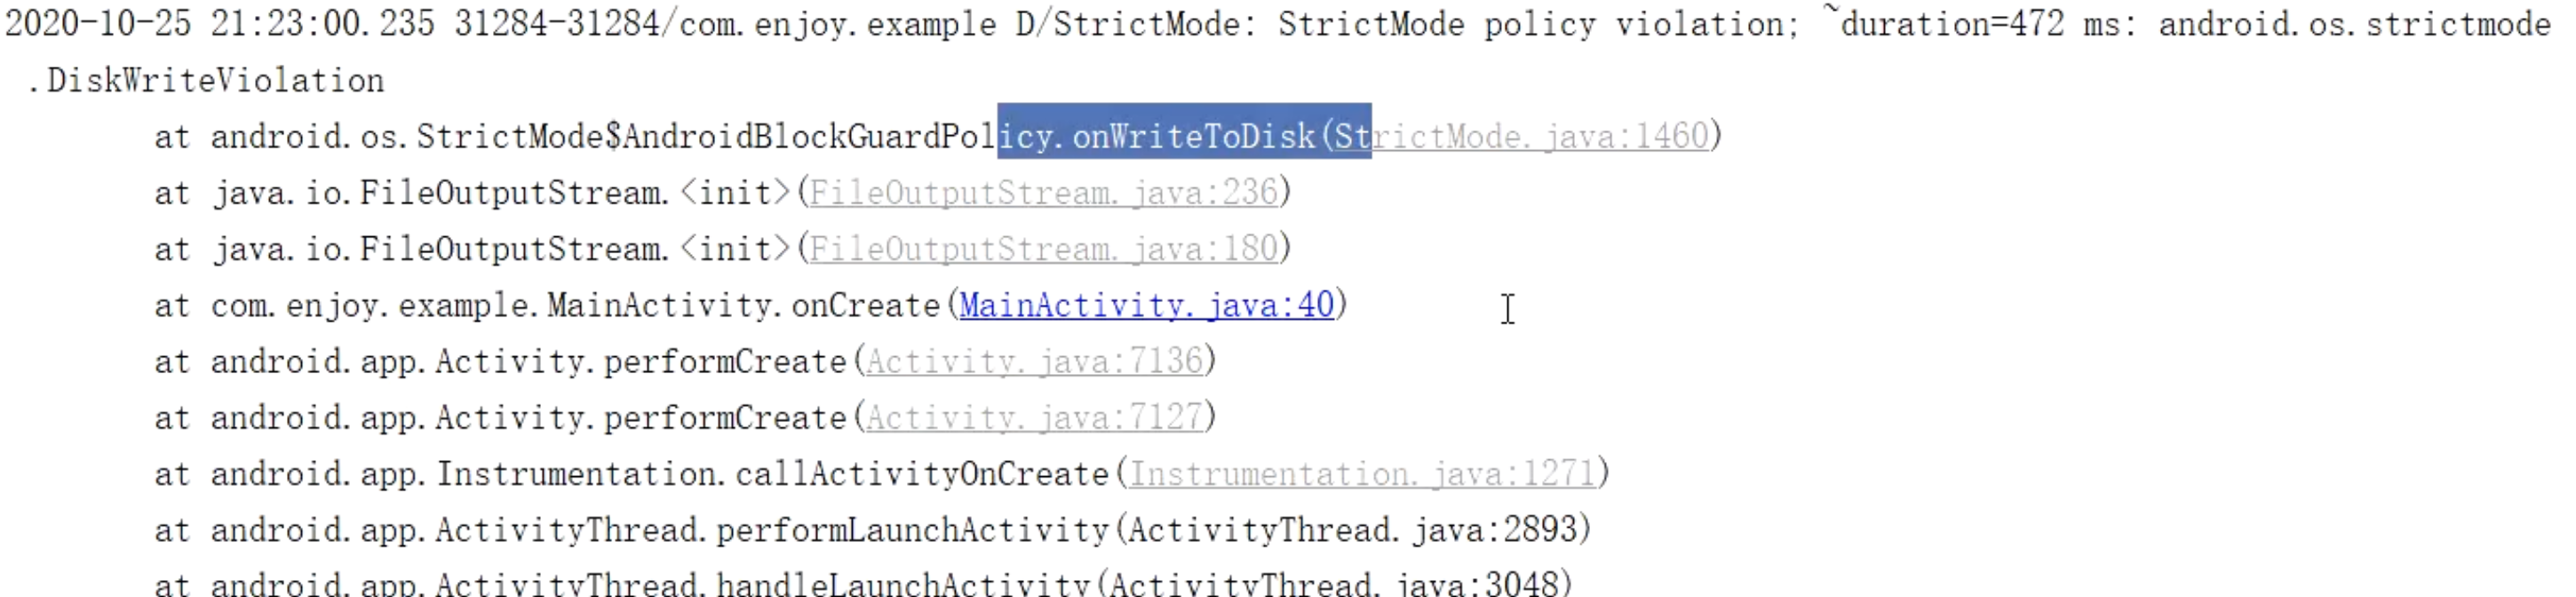 2020-10-25 21:23:00.235 31284-31284/com.enjoy.example D/StrictMode: StrictMode policy violation; ~duration=472 ms: android.os.strictmode
.DiskWriteViolation
at android.os.StrictMode$AndroidBlockGuardPolicy.onWriteToDisk(StrictMode.java:1460)
at java.io.FileOutputStream.<init>(FileOutputStream.java:236)
at java.io.FileOutputStream.<init>(FileOutputStream.java:180)
at com.enjoy.example.MainActivity.onCreate(MainActivity.java:40)
at android.app.Activity.performCreate(Activity.java:7136)
at android.app.Activity.performCreate(Activity.java:7127)
at android.app.Instrumentation.callActivityOnCreate(Instrumentation.java:1271)
at android.app.ActivityThread.performLaunchActivity(ActivityThread.java:2893)
at android.app.ActivityThread.handleLaunchActivity(ActivityThread.java:3048)